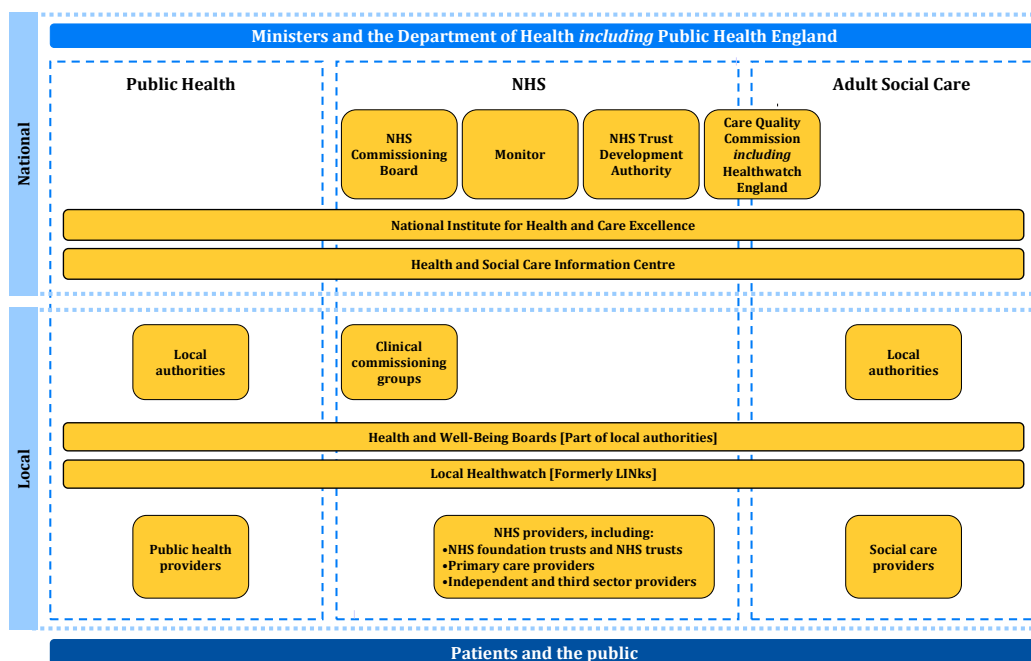 Ministers and the Department of Health including Public Health England
National
Public Health
NHS
Adult Social Care
NHS
Commissioning
Board
Monitor
NHS Trust
Development
Authority
Care Quality
Commission
including
Healthwatch
England
National Institute for Health and Care Excellence
Health and Social Care Information Centre
Local
Local
authorities
Clinical
commissioning
groups
Local
authorities
Health and Well-Being Boards [Part of local authorities]
Local Healthwatch [Formerly LINks]
Public health
providers
NHS providers, including:
•NHS foundation trusts and NHS trusts
•Primary care providers
•Independent and third sector providers
Social care
providers
Patients and the public